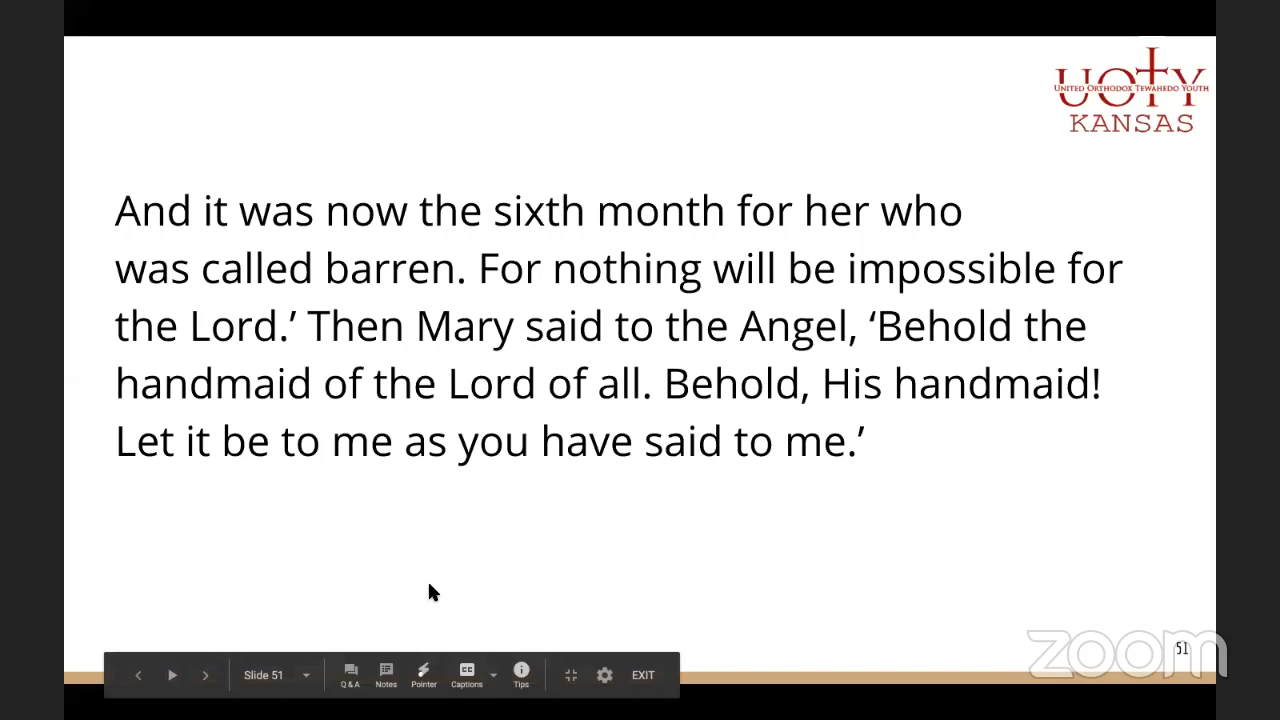 UOTY
UNITED ORTHODOX TEWAHEDO YOUTH
KANSAS
And it was now the sixth month for her who
was called barren. For nothing will be impossible for
the Lord.’ Then Mary said to the Angel, ‘Behold the
handmaid of the Lord of all. Behold, His handmaid!
Let it be to me as you have said to me.’
zoom
51
Slide 51
Q & A
Notes
Pointer
CC
Captions
Tips
EXIT